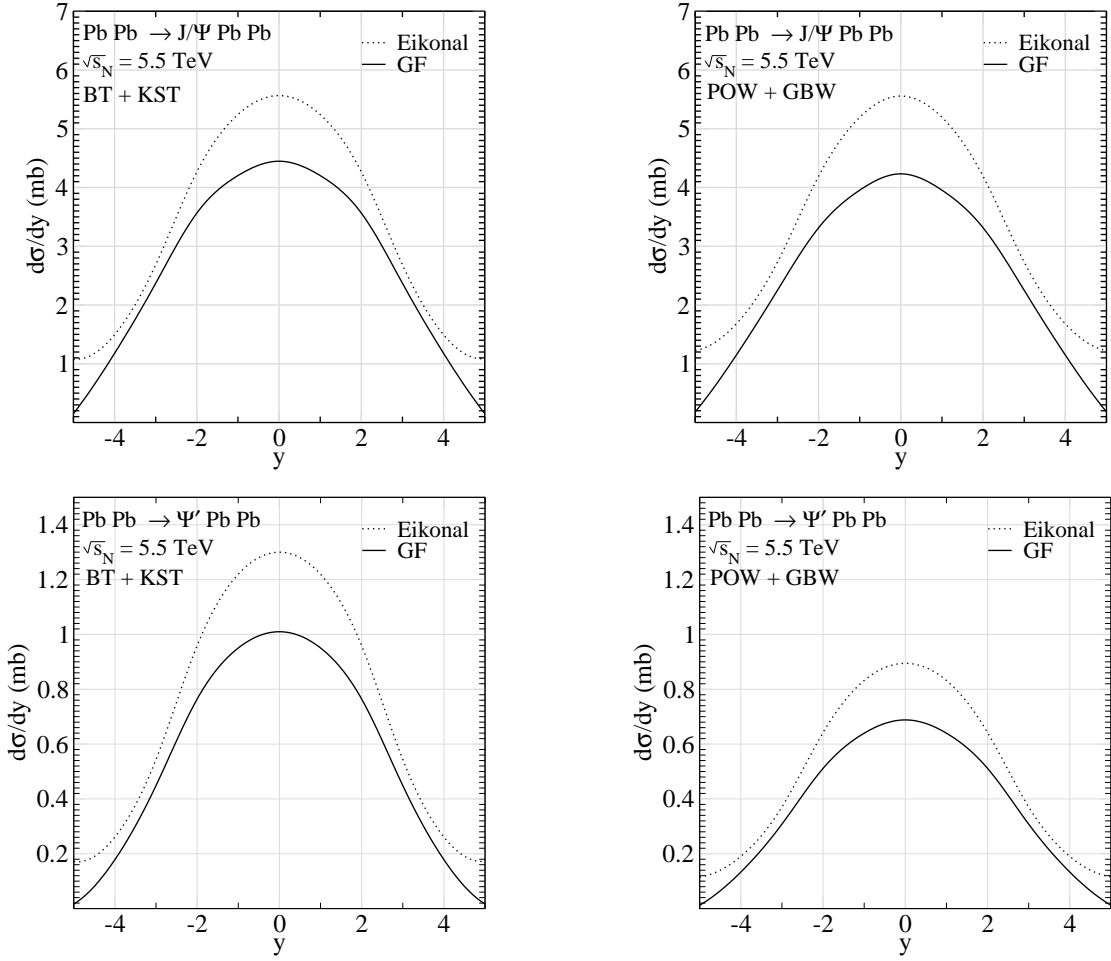 7
6
5
4
3
2
1
dσ/dy (mb)
Pb Pb → J/Ψ Pb Pb
√s_N = 5.5 TeV
BT + KST
Eikonal
GF
-4 -2 0 2 4
y
7
6
5
4
3
2
1
dσ/dy (mb)
Pb Pb → J/Ψ Pb Pb
√s_N = 5.5 TeV
POW + GBW
Eikonal
GF
-4 -2 0 2 4
y
1.4
1.2
1
0.8
0.6
0.4
0.2
dσ/dy (mb)
Pb Pb → Ψ′ Pb Pb
√s_N = 5.5 TeV
BT + KST
Eikonal
GF
-4 -2 0 2 4
y
1.4
1.2
1
0.8
0.6
0.4
0.2
dσ/dy (mb)
Pb Pb → Ψ′ Pb Pb
√s_N = 5.5 TeV
POW + GBW
Eikonal
GF
-4 -2 0 2 4
y